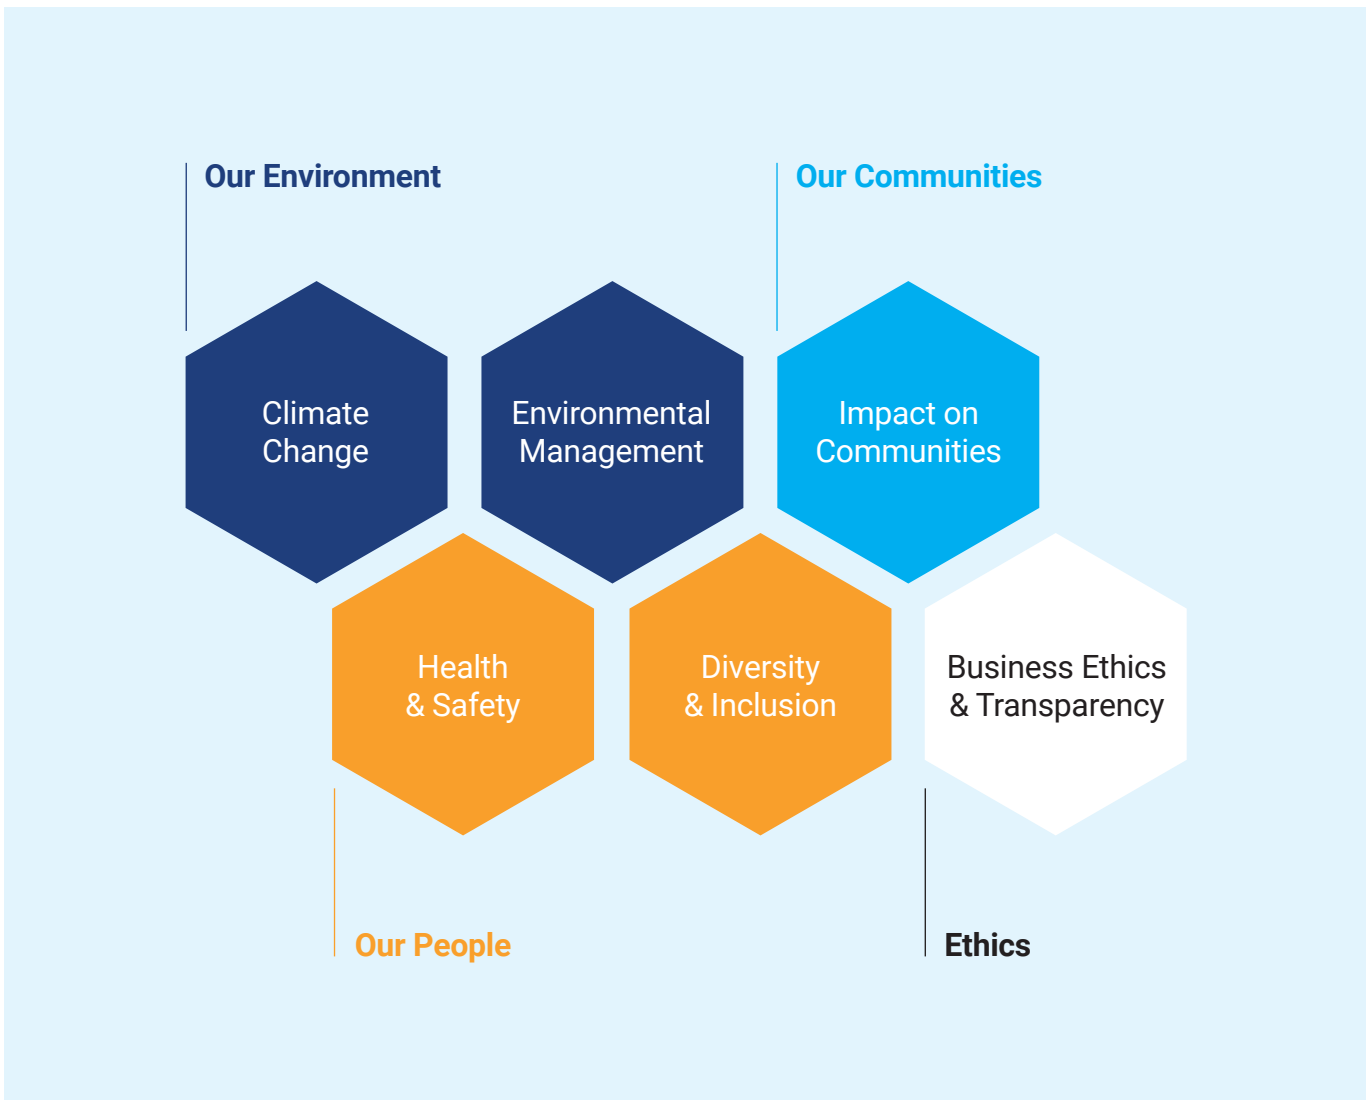 Our Environment
Our Communities
Climate
Change
Environmental
Management
Impact on
Communities
Health
& Safety
Diversity
& Inclusion
Business Ethics
& Transparency
Our People
Ethics